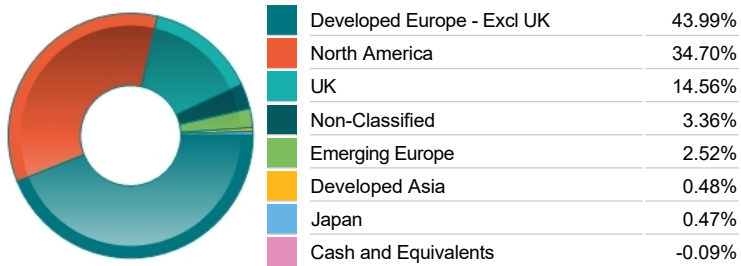 Developed Europe - Excl UK 43.99%
North America 34.70%
UK 14.56%
Non-Classified 3.36%
Emerging Europe 2.52%
Developed Asia 0.48%
Japan 0.47%
Cash and Equivalents -0.09%